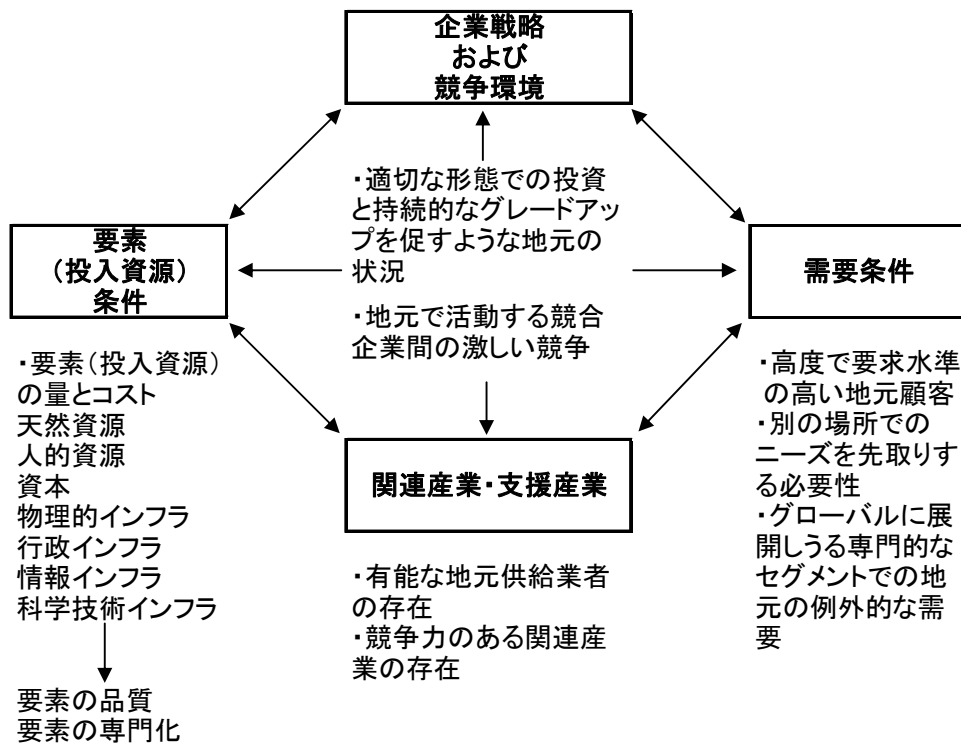 企業戦略
および
競争環境
・適切な形態での投資
と持続的なグレードアッ
プを促すような地元の
状況
・地元で活動する競合
企業間の激しい競争
要素
（投入資源）
条件
・要素（投入資源）
の量とコスト
天然資源
人的資源
資本
物理的インフラ
行政インフラ
情報インフラ
科学技術インフラ
要素の品質
要素の専門化
関連産業・支援産業
・有能な地元供給業者
の存在
・競争力のある関連産
業の存在
需要条件
・高度で要求水準
の高い地元顧客
・別の場所での
ニーズを先取りす
る必要性
・グローバルに展
開しうる専門的な
セグメントでの地
元の例外的な需
要